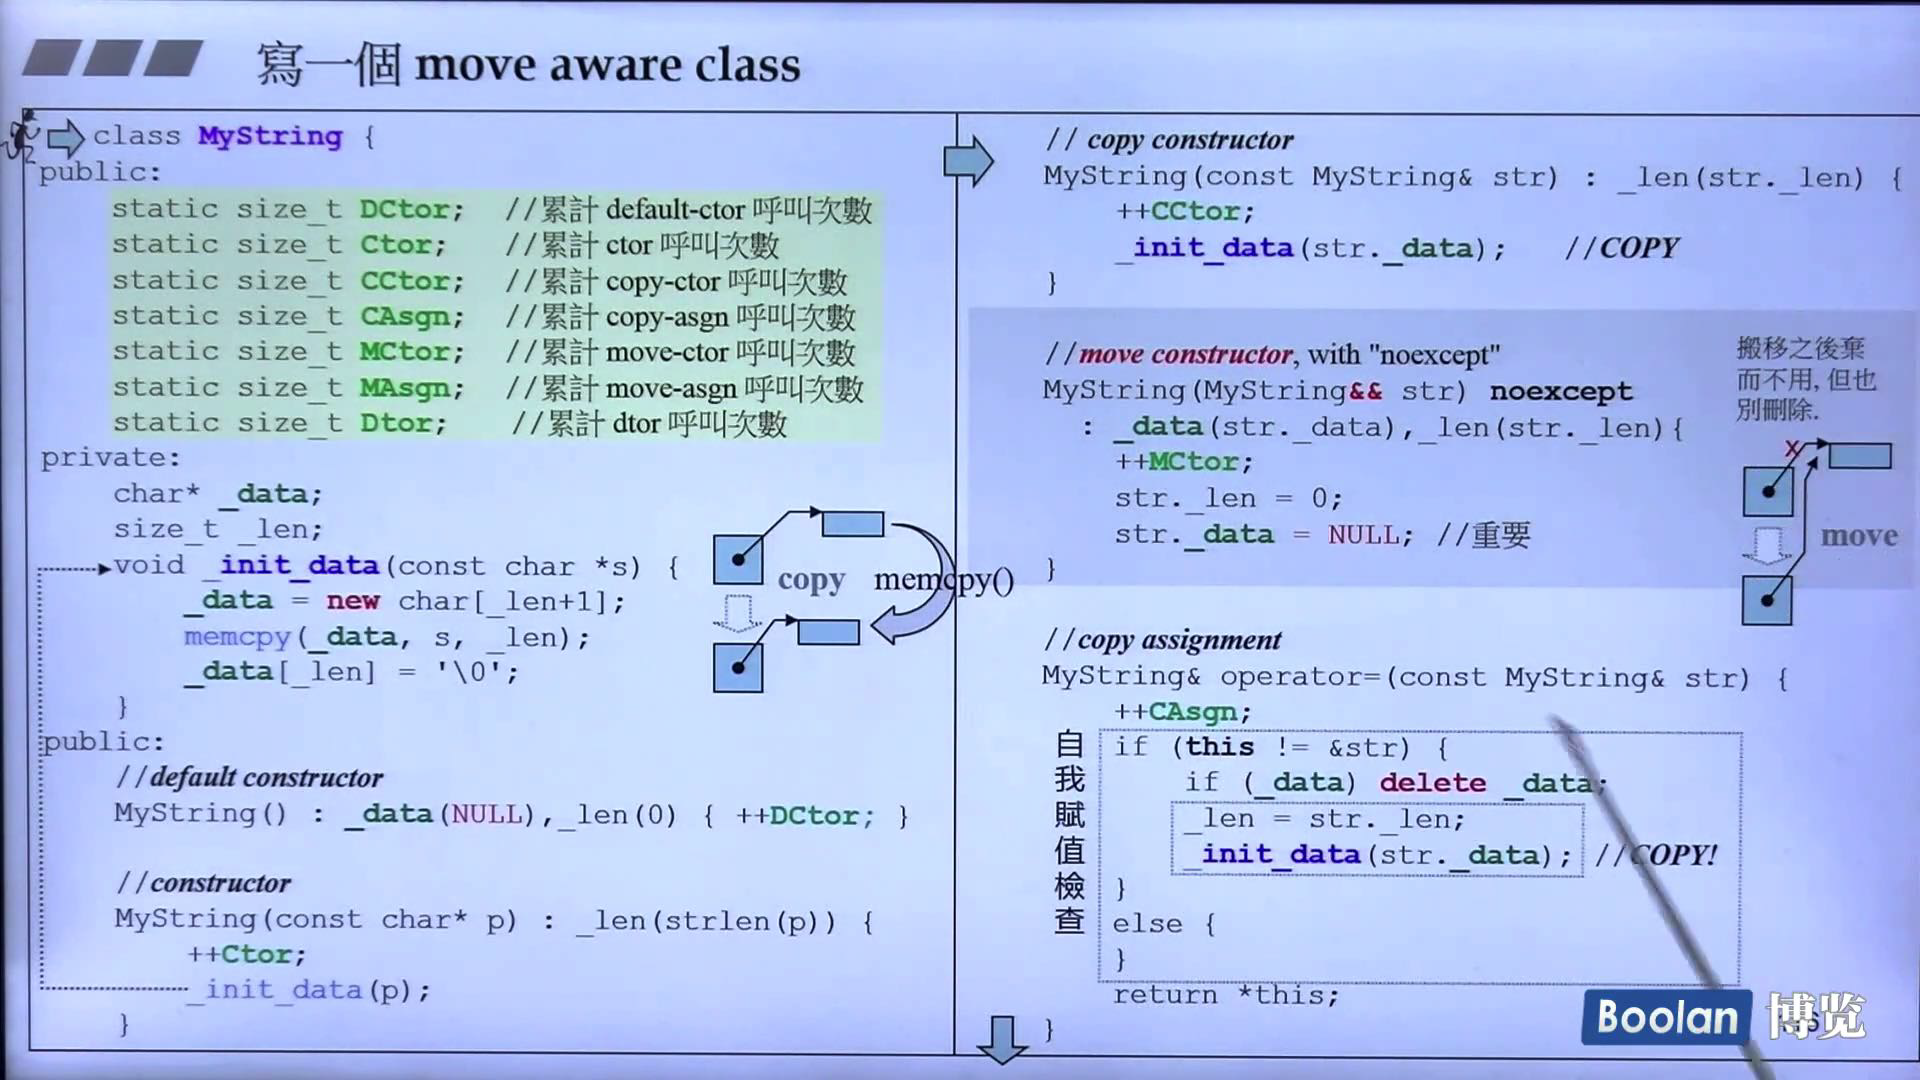 寫一個 move aware class
class MyString {
public:
static size_t DCtor; //累計 default-ctor 呼叫次數
static size_t Ctor; //累計 ctor 呼叫次數
static size_t CCtor; //累計 copy-ctor 呼叫次數
static size_t CAsgn; //累計 copy-asgn 呼叫次數
static size_t MCtor; //累計 move-ctor 呼叫次數
static size_t MAsgn; //累計 move-asgn 呼叫次數
static size_t Dtor; //累計 dtor 呼叫次數
private:
char* _data;
size_t _len;
void _init_data(const char *s) {
_data = new char[_len+1];
memcpy(_data, s, _len);
_data[_len] = '\0';
}
copy memcpy()
public:
//default constructor
MyString() : _data(NULL),_len(0) { ++DCtor; }
//constructor
MyString(const char* p) : _len(strlen(p)) {
++Ctor;
_init_data(p);
}
// copy constructor
MyString(const MyString& str) : _len(str._len) {
++CCtor;
_init_data(str._data); //COPY
}
//move constructor, with "noexcept"
MyString(MyString&& str) noexcept
: _data(str._data),_len(str._len){
++MCtor;
str._len = 0;
str._data = NULL; //重要
}
搬移之後棄
而不用, 但也
別刪除.
x
move
//copy assignment
MyString& operator=(const MyString& str) {
++CAsgn;
自我賦值檢查
if (this != &str) {
if (_data) delete _data;
_len = str._len;
_init_data(str._data); //COPY!
}
else {
}
return *this;
}
Boolan 博览